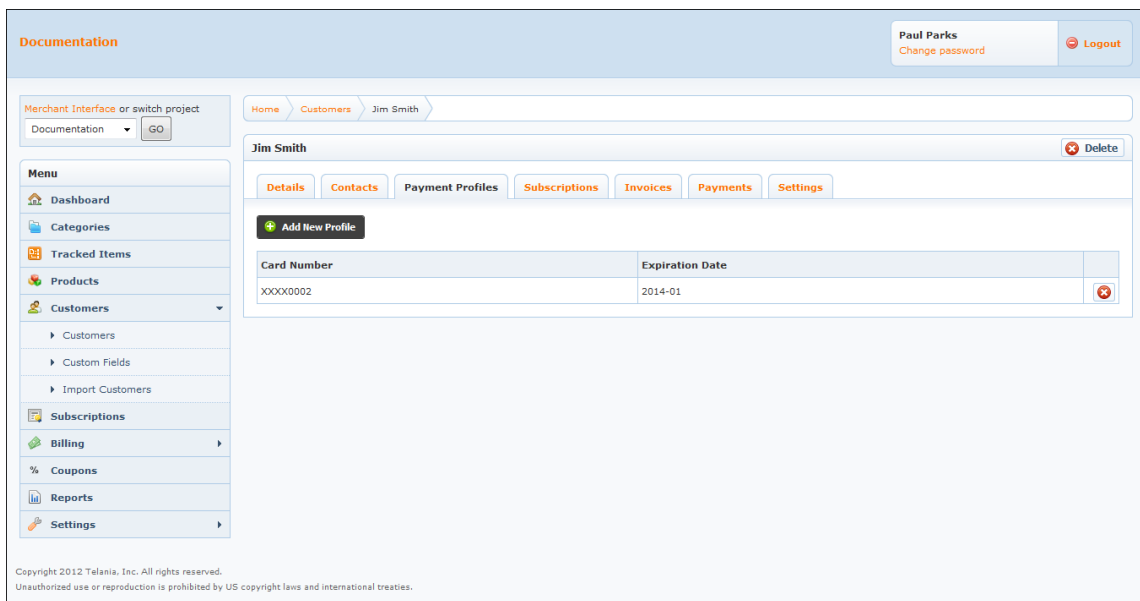 Documentation
Paul Parks
Change password
Logout
Merchant Interface or switch project
Documentation GO
Home Customers Jim Smith
Jim Smith Delete
Menu
Dashboard
Categories
Tracked Items
Products
Customers
Customers
Custom Fields
Import Customers
Subscriptions
Billing
% Coupons
Reports
Settings
Details Contacts Payment Profiles Subscriptions Invoices Payments Settings
Add New Profile
Card Number Expiration Date
XXXX0002 2014-01
Copyright 2012 Telania, Inc. All rights reserved.
Unauthorized use or reproduction is prohibited by US copyright laws and international treaties.